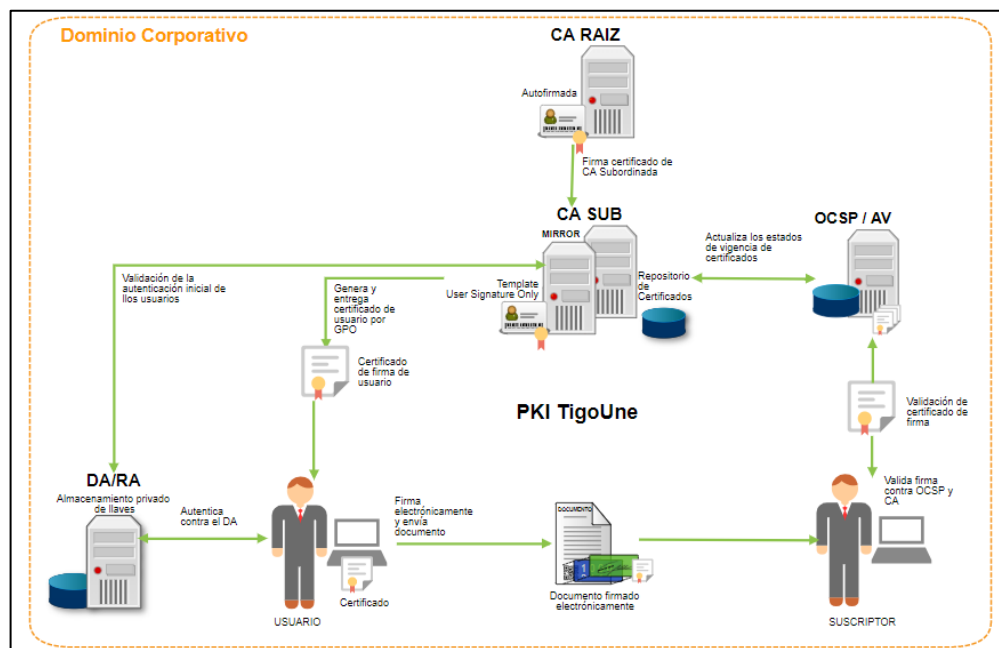 Dominio Corporativo
CA RAIZ
Autofirmada
Firma certificado de
CA Subordinada
CA SUB
MIRROR
OCSP / AV
Actualiza los estados
de vigencia de
certificados
Validación de la
autenticación inicial de
llos usuarios
Genera y
entrega
certificado de
usuario por
GPO
Template
User Signature Only
Repositorio
de
Certificados
Certificado
de firma de
usuario
PKI TigoUne
Validación de
certificado de
firma
DA/RA
Almacenamiento privado
de llaves
Autentica
contra el DA
Firma
electrónicamente
y envía
documento
DOCUMENTO
Valida firma
contra OCSP y
CA
Certificado
USUARIO
Documento firmado
electrónicamente
SUSCRIPTOR